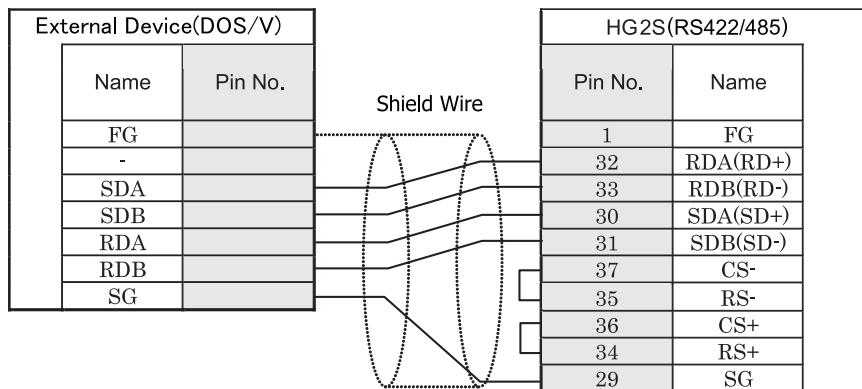 External Device(DOS/V)
Name Pin No.
FG
-
SDA
SDB
RDA
RDB
SG
Shield Wire
HG2S(RS422/485)
Pin No. Name
1 FG
32 RDA(RD+)
33 RDB(RD-)
30 SDA(SD+)
31 SDB(SD-)
37 CS-
35 RS-
36 CS+
34 RS+
29 SG